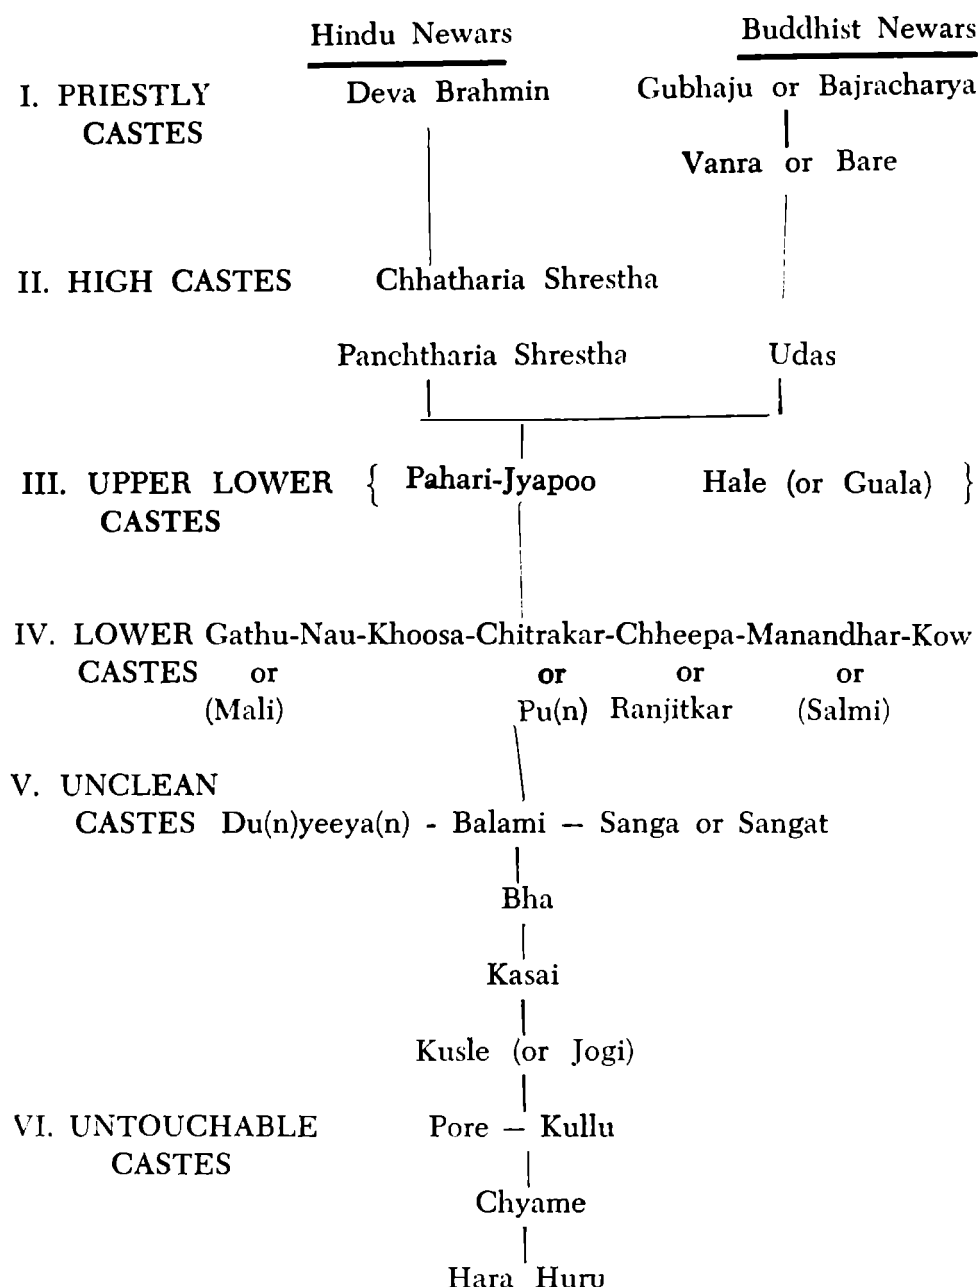 Hindu Newars Buddhist Newars
I. PRIESTLY Deva Brahmin Gubhaju or Bajracharya
CASTES
Vanra or Bare
II. HIGH CASTES Chhatharia Shrestha
Panchtharia Shrestha Udas
III. UPPER LOWER { Pahari-Jyapoo Hale (or Guala) }
CASTES
IV. LOWER Gathu-Nau-Khoosa-Chitrakar-Chheepa-Manandhar-Kow
CASTES or or or or
(Mali) Pu(n) Ranjitkar (Salmi)
V. UNCLEAN
CASTES Du(n)yeeya(n) - Balami – Sanga or Sangat
Bha
Kasai
Kusle (or Jogi)
VI. UNTOUCHABLE Pore – Kullu
CASTES
Chyame
Hara Huru